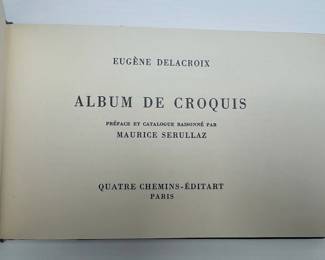 EUGÈNE DELACROIX
ALBUM DE CROQUIS
PRÉFACE ET CATALOGUE RAISONNÉ PAR
MAURICE SERULLAZ
QUATRE CHEMINS-ÉDITART
PARIS